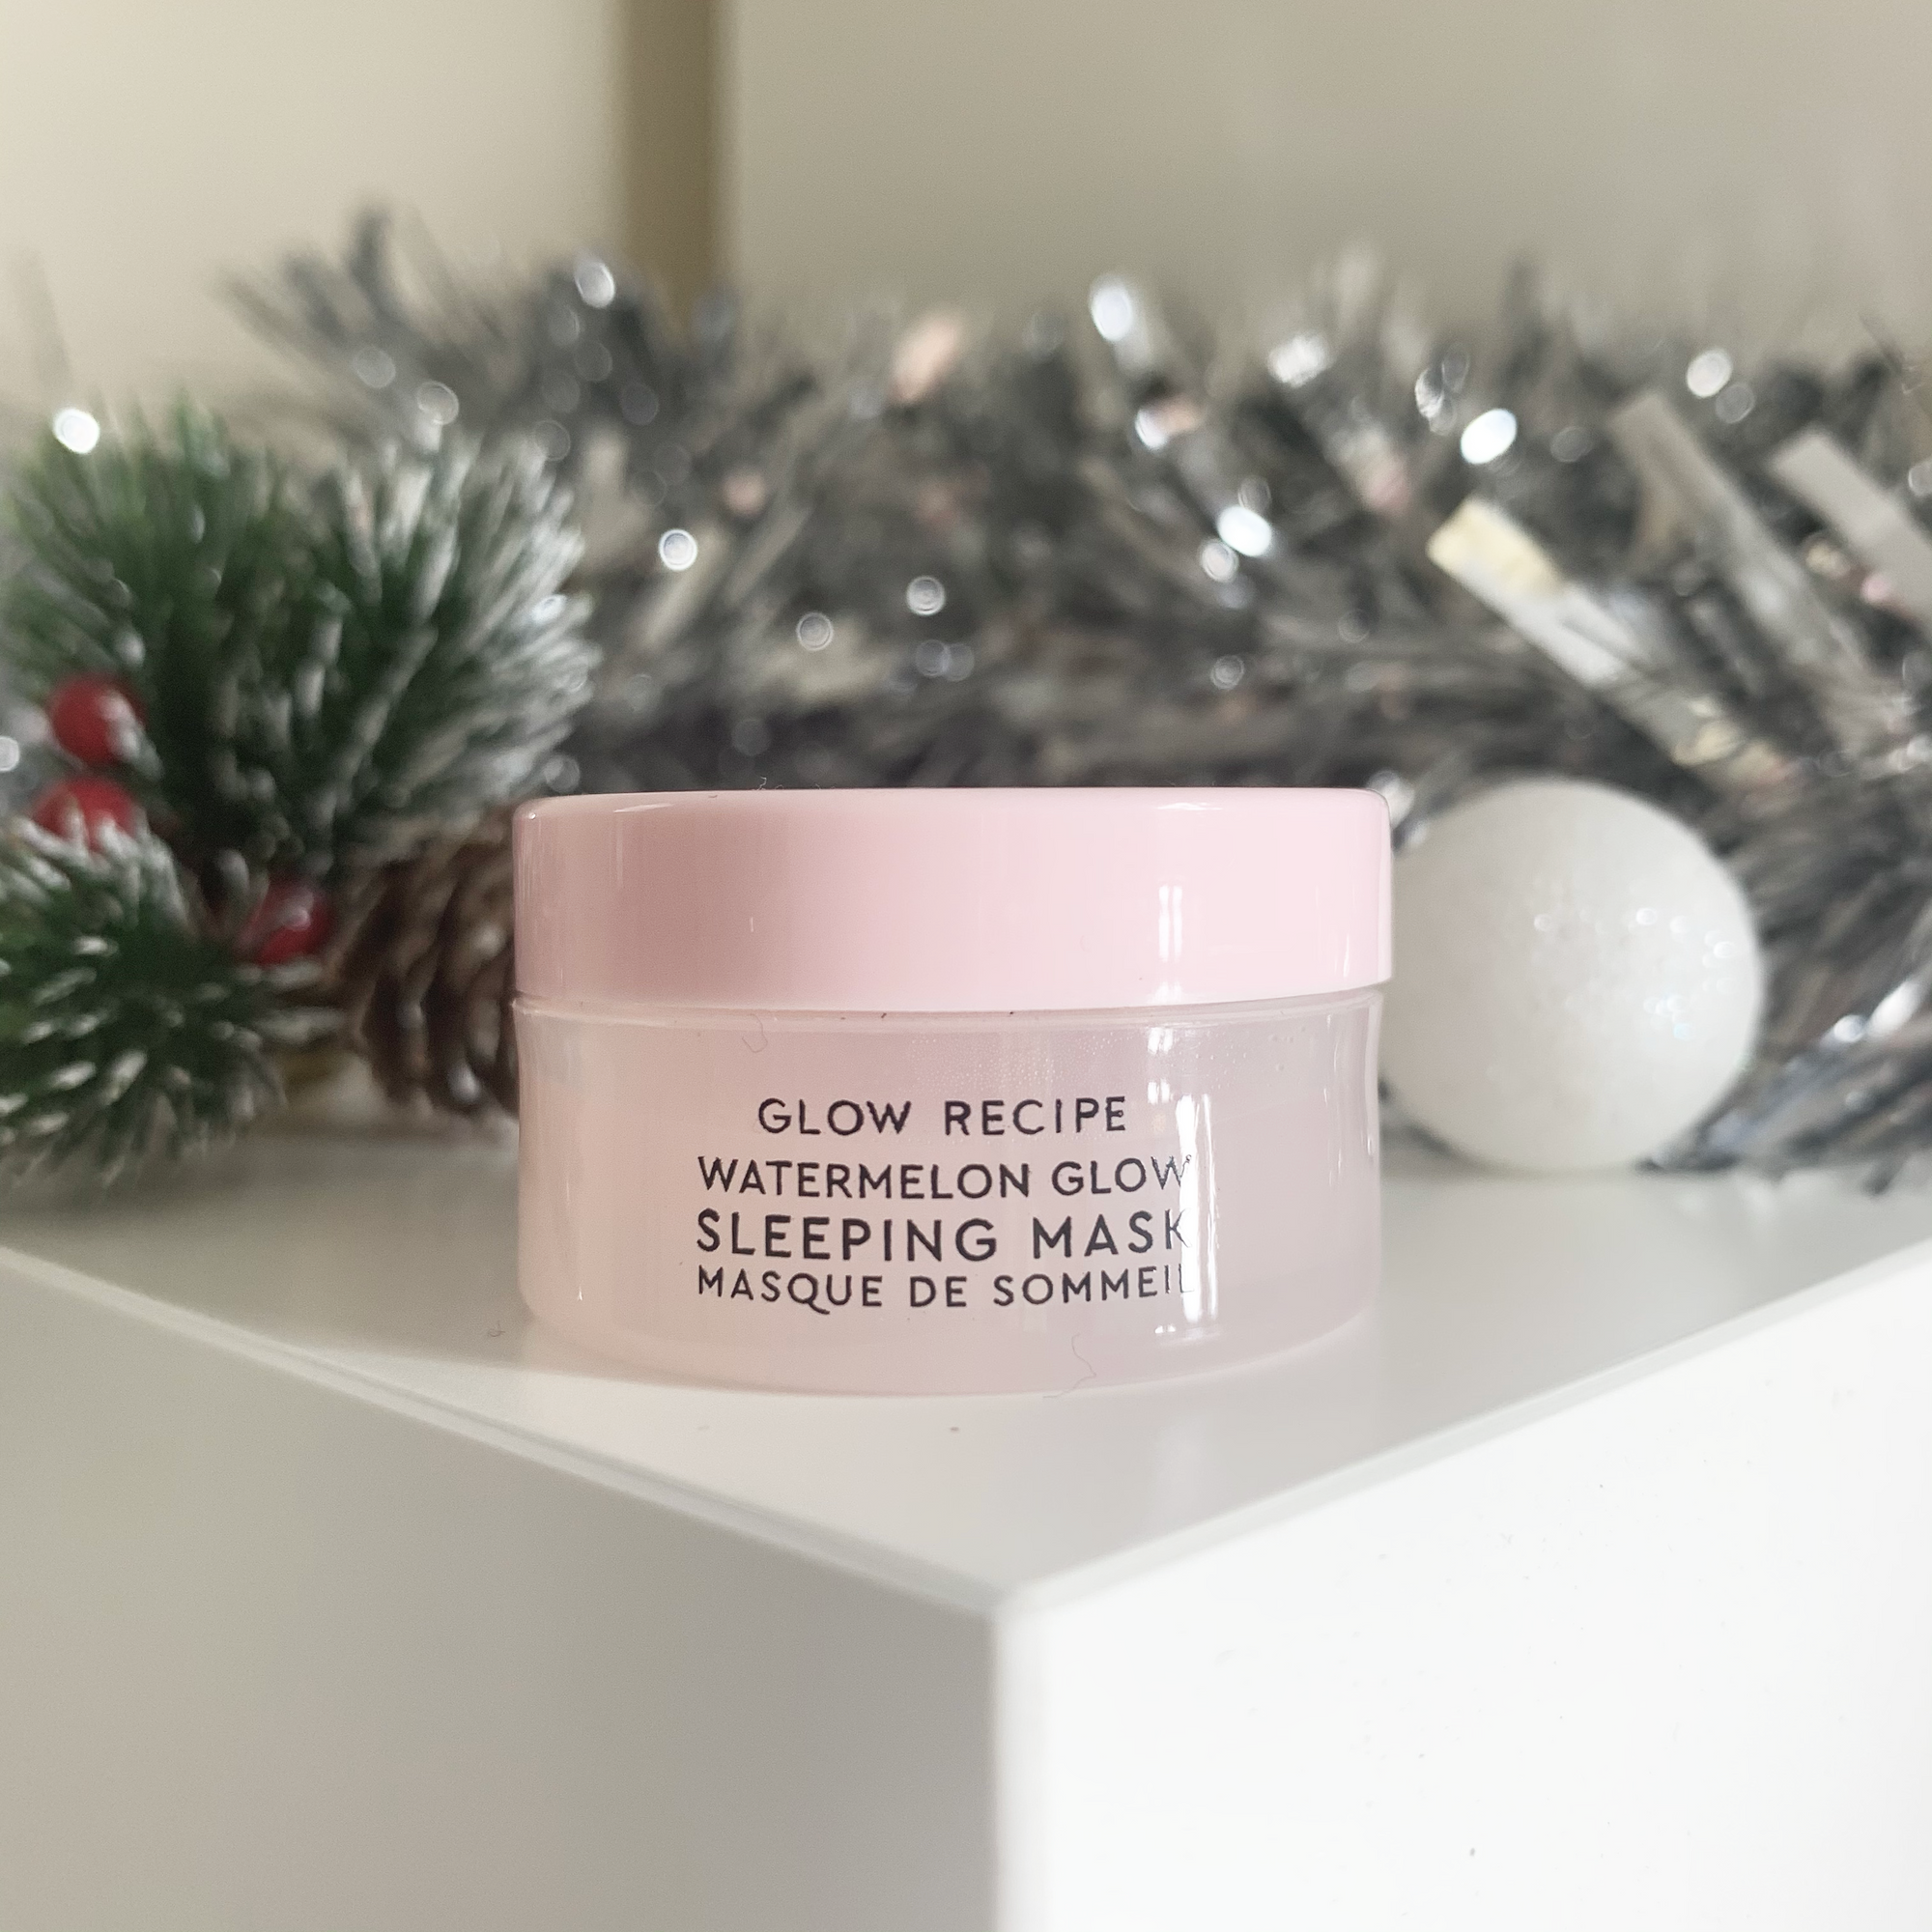 GLOW RECIPE
WATERMELON GLOW
SLEEPING MASK
MASQUE DE SOMMEIL